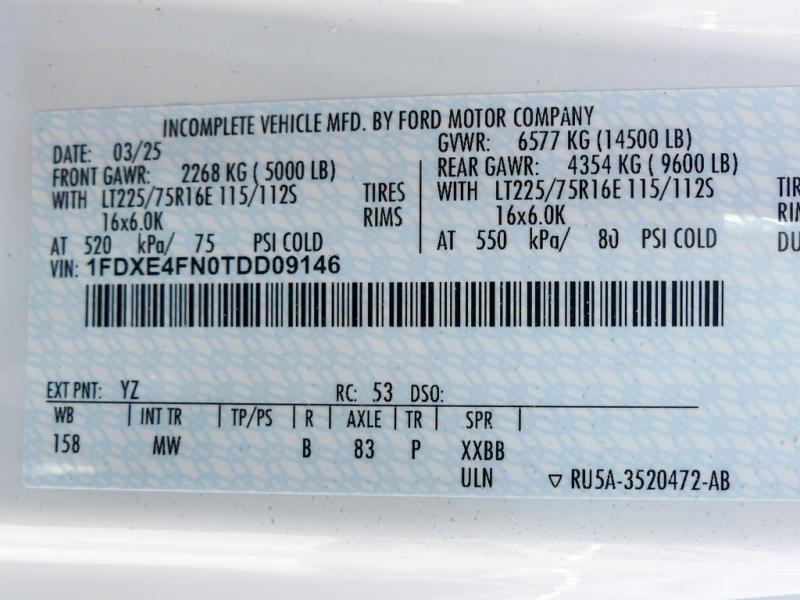 INCOMPLETE VEHICLE MFD. BY FORD MOTOR COMPANY
DATE: 03/25 GVWR: 6577 KG (14500 LB)
FRONT GAWR: 2268 KG ( 5000 LB) REAR GAWR: 4354 KG ( 9600 LB)
WITH LT225/75R16E 115/112S TIRES WITH LT225/75R16E 115/112S TIR
16x6.0K RIMS 16x6.0K RIM
AT 520 kPa/ 75 PSI COLD AT 550 kPa/ 80 PSI COLD DU
VIN: 1FDXE4FN0TDD09146
EXT PNT: YZ RC: 53 DSO:
WB INT TR TP/PS R AXLE TR SPR
158 MW B 83 P XXBB
ULN RU5A-3520472-AB